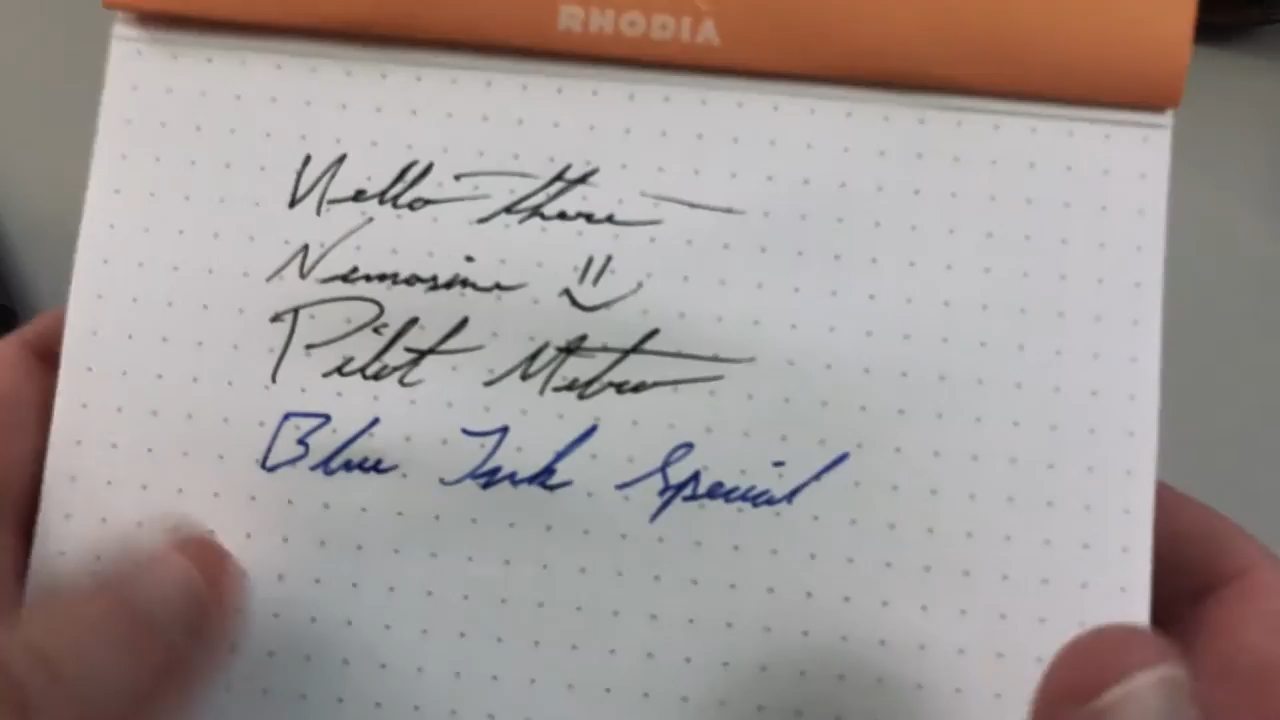 RHODIA
Hello there
Nemosine
Pilot Metro
Blue Ink Special